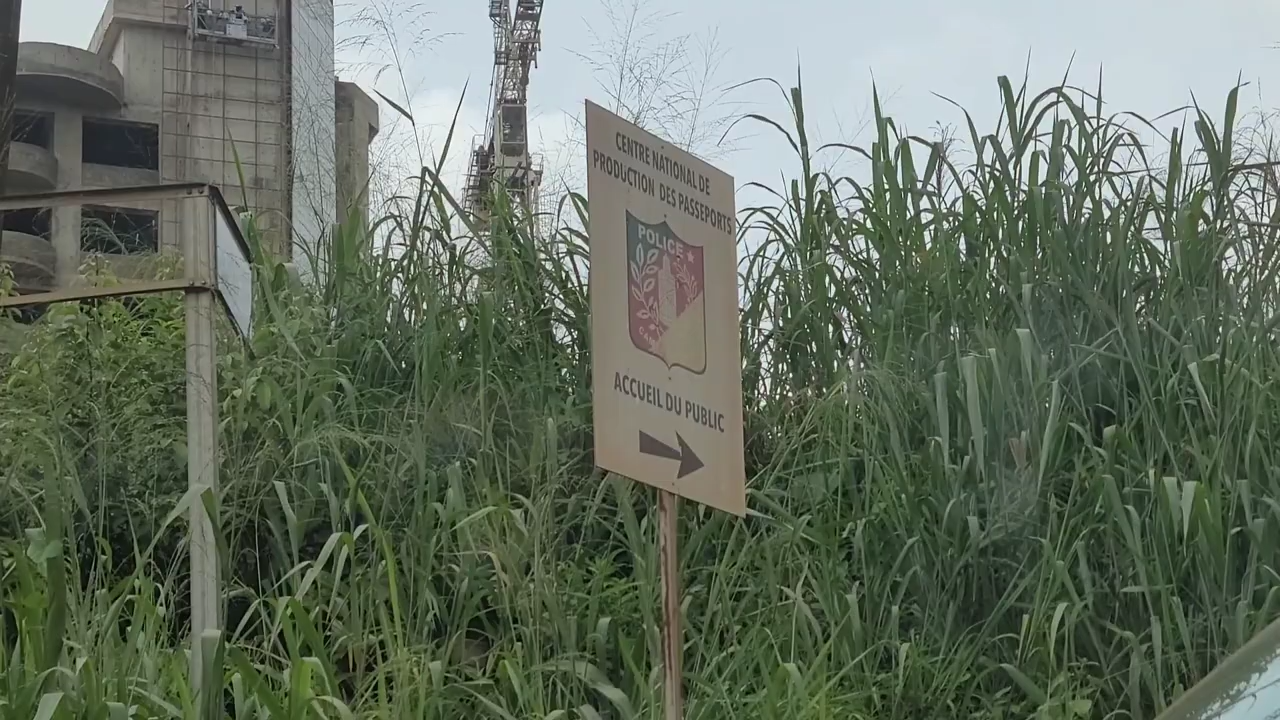 CENTRE NATIONAL DE
PRODUCTION DES PASSEPORTS
POLICE
ACCUEIL DU PUBLIC